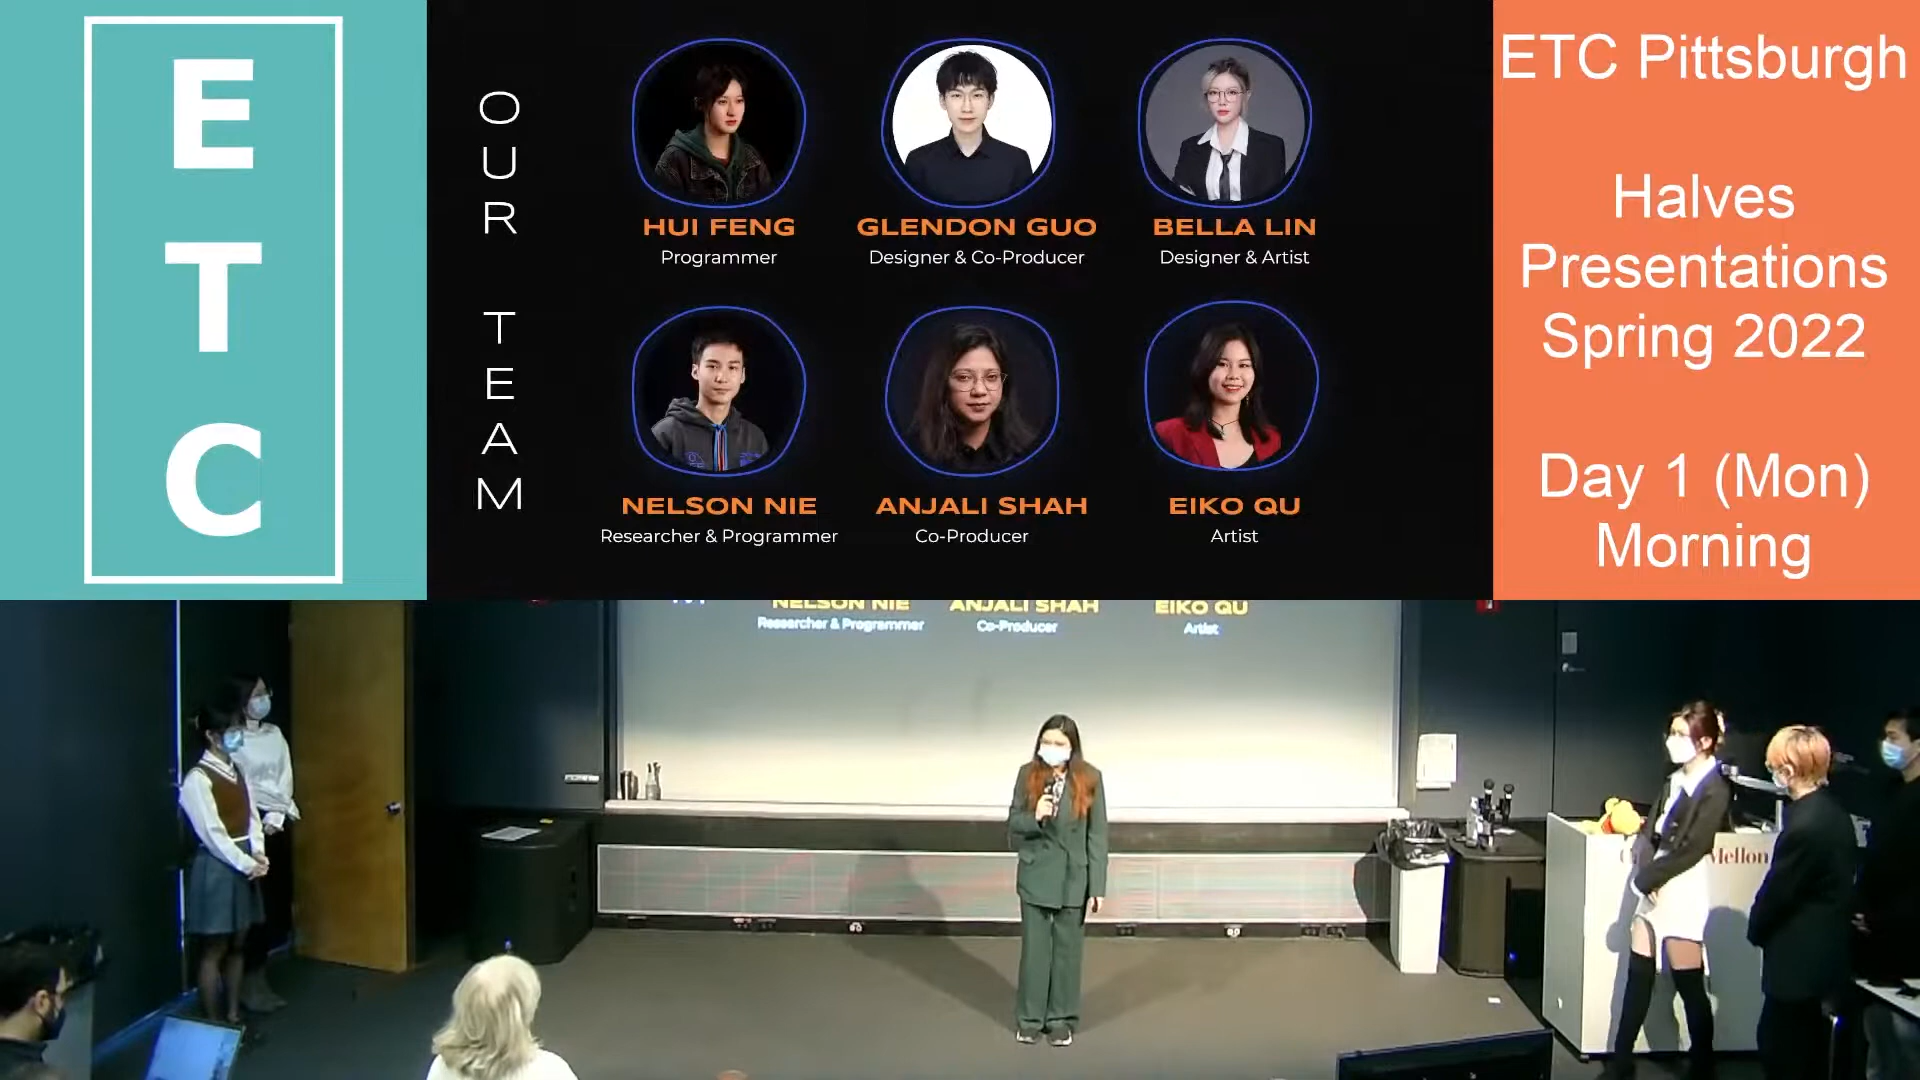 E
T
C
OUR
TEAM
HUI FENG
GLENDON GUO
BELLA LIN
Programmer
Designer & Co-Producer
Designer & Artist
NELSON NIE
ANJALI SHAH
EIKO QU
Researcher & Programmer
Co-Producer
Artist
ETC Pittsburgh
Halves
Presentations
Spring 2022
Day 1 (Mon)
Morning
NELSON NIE
ANJALI SHAH
EIKO QU
Researcher & Programmer
Co-Producer
Artist
Mellon